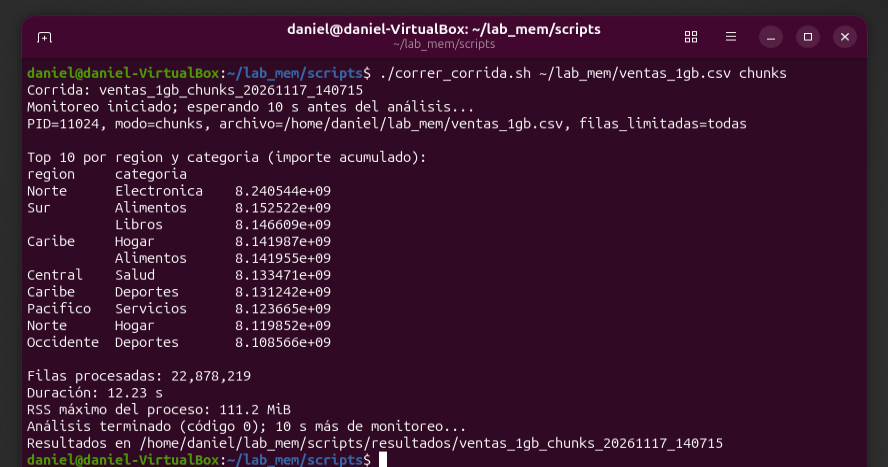 daniel@daniel-VirtualBox: ~/lab_mem/scripts
~/lab_mem/scripts
daniel@daniel-VirtualBox:~/lab_mem/scripts$ ./correr_corrida.sh ~/lab_mem/ventas_1gb.csv chunks
Corrida: ventas_1gb_chunks_20261117_140715
Monitoreo iniciado; esperando 10 s antes del análisis...
PID=11024, modo=chunks, archivo=/home/daniel/lab_mem/ventas_1gb.csv, filas_limitadas=todas

Top 10 por region y categoria (importe acumulado):
region     categoria
Norte      Electronica    8.240544e+09
Sur        Alimentos      8.152522e+09
           Libros         8.146609e+09
Caribe     Hogar          8.141987e+09
           Alimentos      8.141955e+09
Central    Salud          8.133471e+09
Caribe     Deportes       8.131242e+09
Pacifico   Servicios      8.123665e+09
Norte      Hogar          8.119852e+09
Occidente  Deportes       8.108566e+09

Filas procesadas: 22,878,219
Duración: 12.23 s
RSS máximo del proceso: 111.2 MiB
Análisis terminado (código 0); 10 s más de monitoreo...
Resultados en /home/daniel/lab_mem/scripts/resultados/ventas_1gb_chunks_20261117_140715
daniel@daniel-VirtualBox:~/lab_mem/scripts$